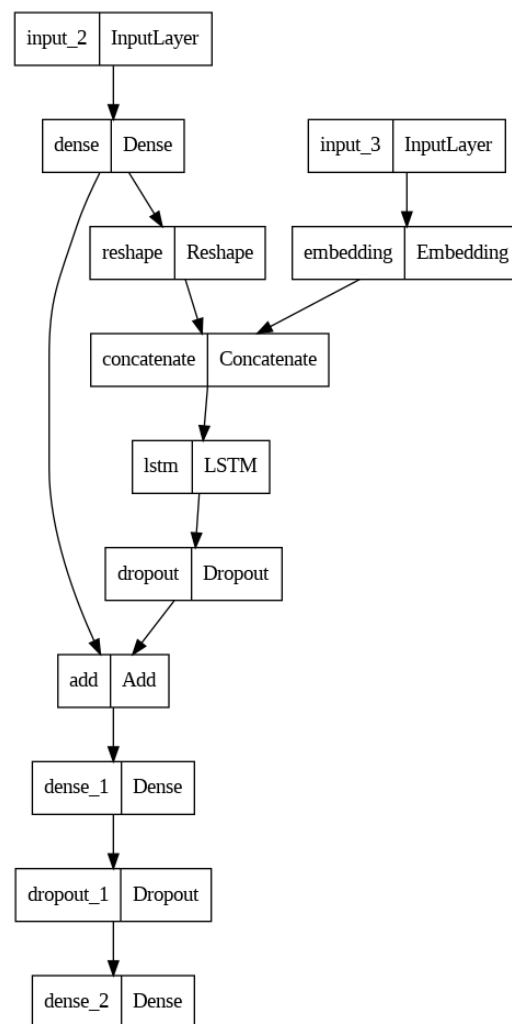 input_2 InputLayer
dense Dense
input_3 InputLayer
reshape Reshape
embedding Embedding
concatenate Concatenate
lstm LSTM
dropout Dropout
add Add
dense_1 Dense
dropout_1 Dropout
dense_2 Dense